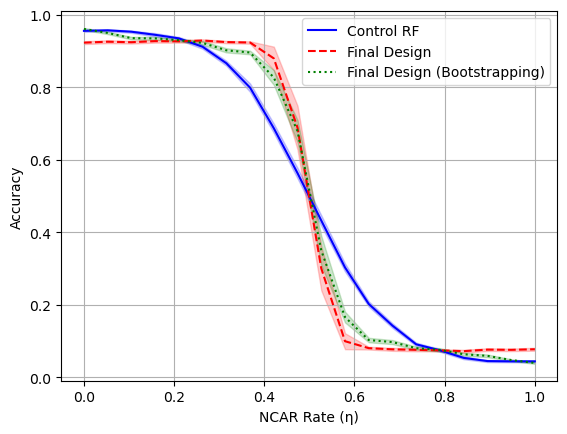 1.0
0.8
0.6
0.4
0.2
0.0
Accuracy
Control RF
Final Design
Final Design (Bootstrapping)
0.0 0.2 0.4 0.6 0.8 1.0
NCAR Rate (η)